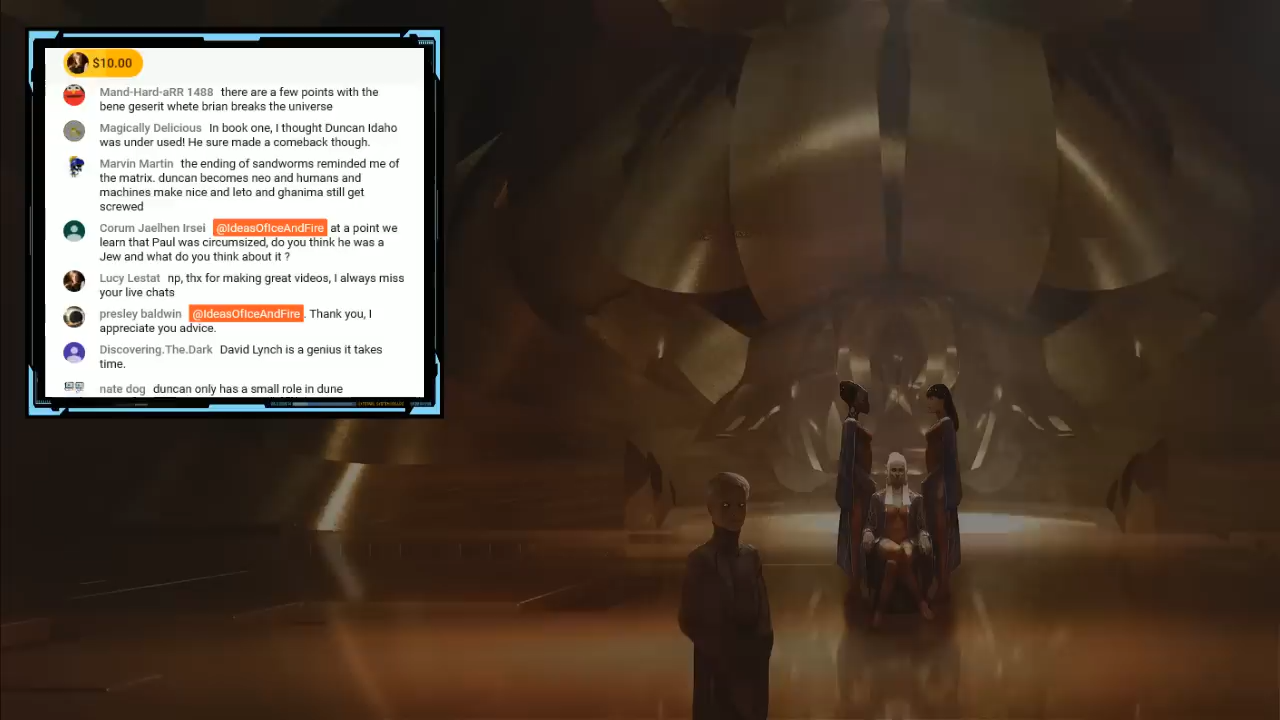 $10.00
Mand-Hard-aRR 1488 there are a few points with the
bene geserit whete brian breaks the universe
Magically Delicious In book one, I thought Duncan Idaho
was under used! He sure made a comeback though.
Marvin Martin the ending of sandworms reminded me of
the matrix. duncan becomes neo and humans and
machines make nice and leto and ghanima still get
screwed
Corum Jaelhen Irsei @IdeasOfIceAndFire at a point we
learn that Paul was circumsized, do you think he was a
Jew and what do you think about it ?
Lucy Lestat np, thx for making great videos, I always miss
your live chats
presley baldwin @IdeasOfIceAndFire . Thank you, I
appreciate you advice.
Discovering.The.Dark David Lynch is a genius it takes
time.
nate dog duncan only has a small role in dune